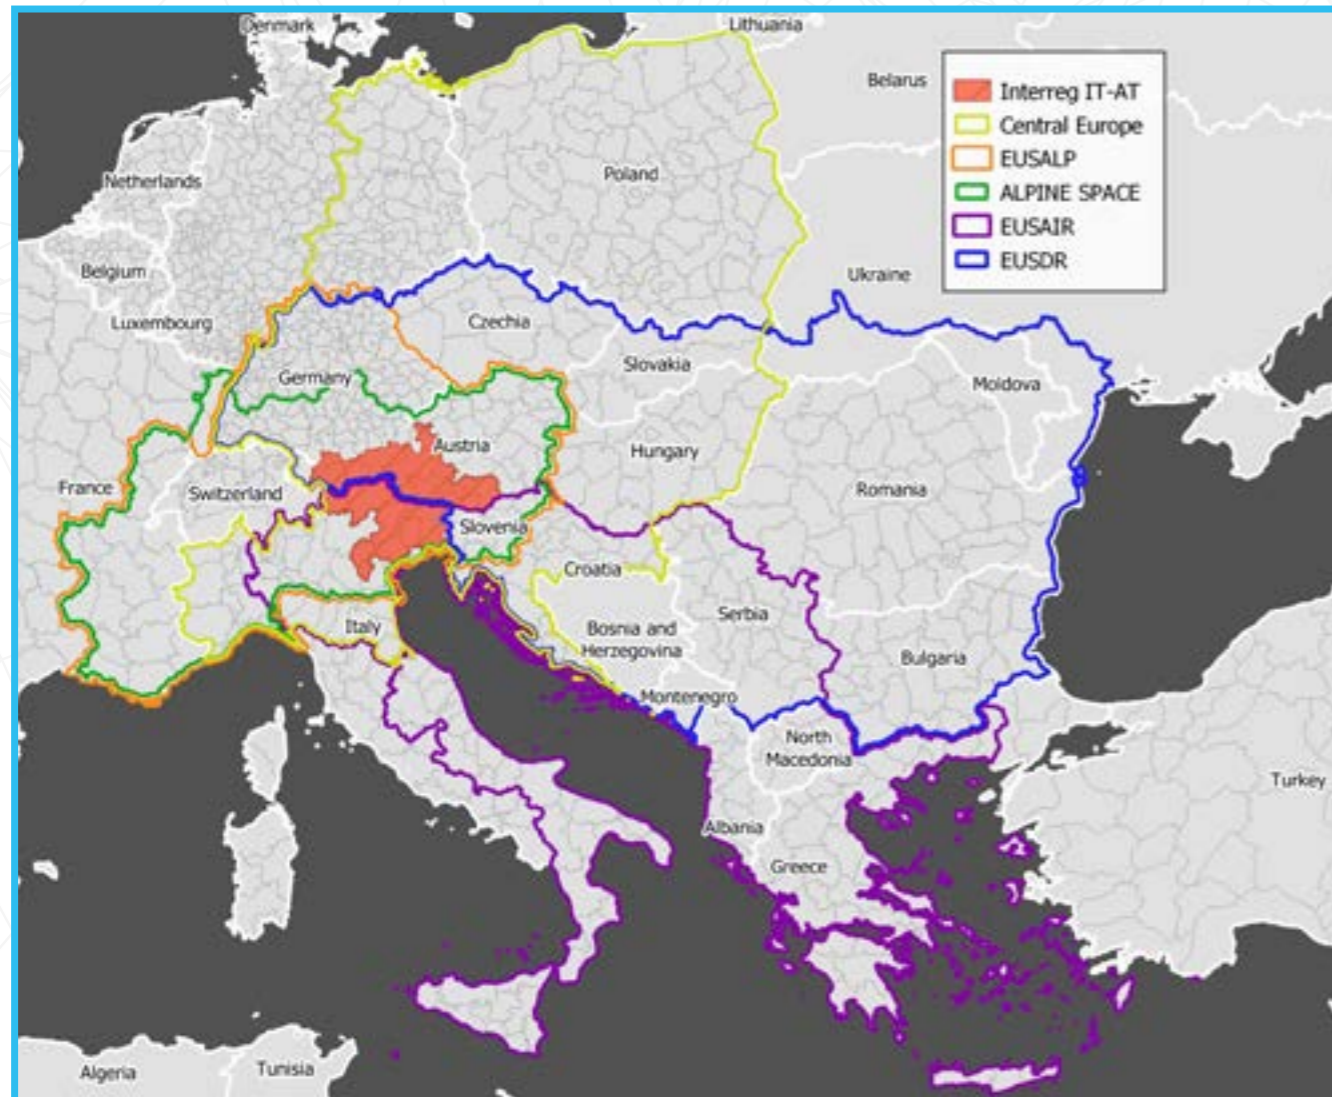 Denmark
Lithuania
Belarus
Interreg IT-AT
Central Europe
EUSALP
ALPINE SPACE
EUSAIR
EUSDR
Netherlands
Poland
Belgium
Ukraine
Luxembourg
Czechia
Slovakia
Germany
Moldova
Austria
Hungary
France
Switzerland
Romania
Slovenia
Croatia
Serbia
Italy
Bosnia and
Herzegovina
Bulgaria
Montenegro
North
Macedonia
Turkey
Albania
Greece
Algeria
Tunisia